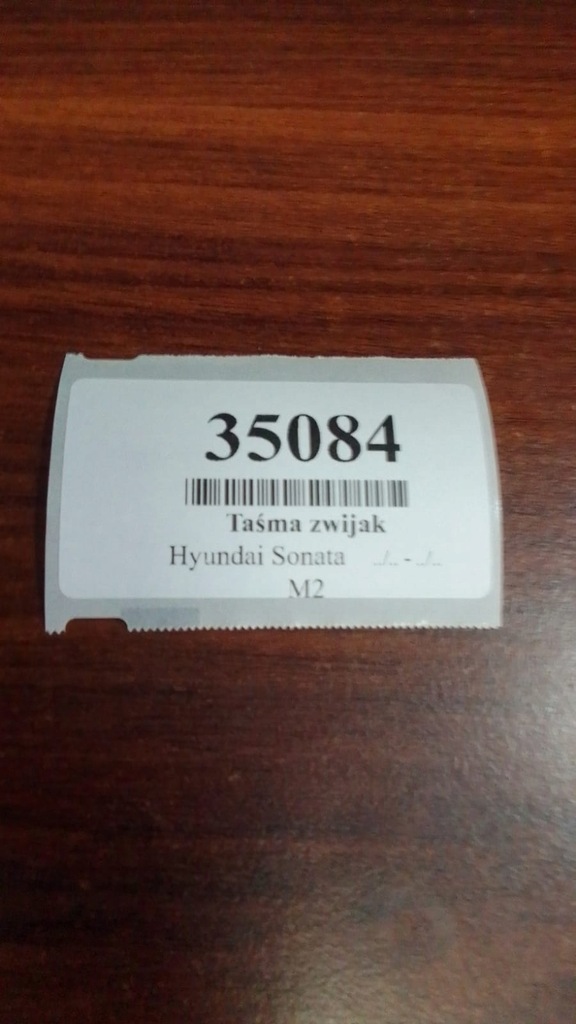 35084
Taśma zwijak
Hyundai Sonata ../.. - ../..
M2